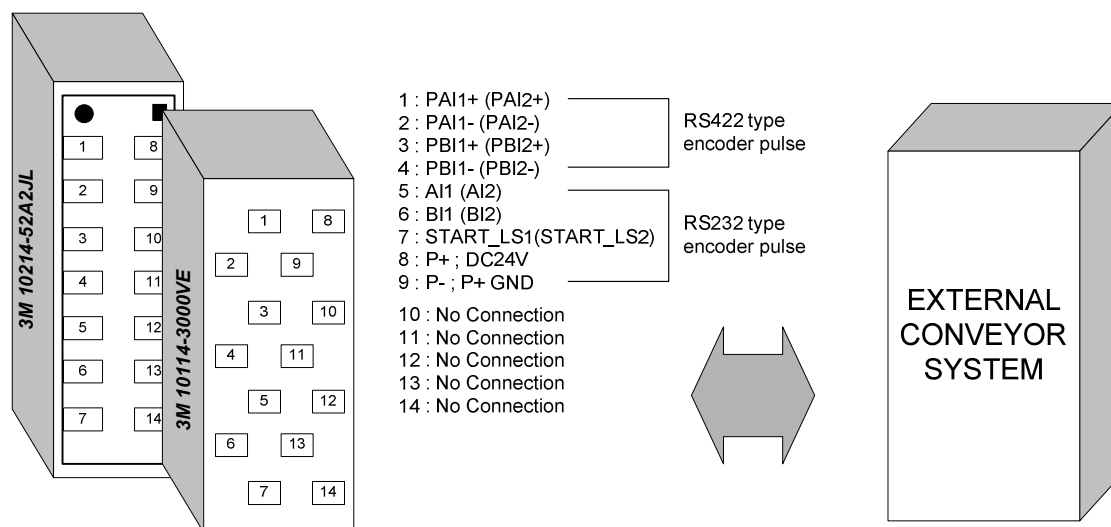 3M 10214-52A2JL
1 8
2 9
3 10
4 11
5 12
6 13
7 14
3M 10114-3000VE
1 8
2 9
3 10
4 11
5 12
6 13
7 14
1 : PAI1+ (PAI2+)
2 : PAI1- (PAI2-)
3 : PBI1+ (PBI2+)
4 : PBI1- (PBI2-)
5 : AI1 (AI2)
6 : BI1 (BI2)
7 : START_LS1(START_LS2)
8 : P+ ; DC24V
9 : P- ; P+ GND
10 : No Connection
11 : No Connection
12 : No Connection
13 : No Connection
14 : No Connection
RS422 type
encoder pulse
RS232 type
encoder pulse
EXTERNAL
CONVEYOR
SYSTEM